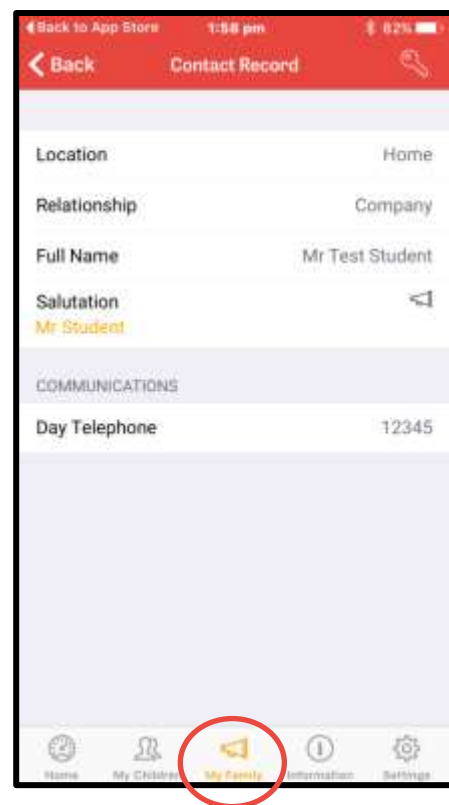 Back to App Store 1:58 pm 82%
Back Contact Record
Location Home
Relationship Company
Full Name Mr Test Student
Salutation
Mr Student
COMMUNICATIONS
Day Telephone 12345
Home My Children My Family Information Settings